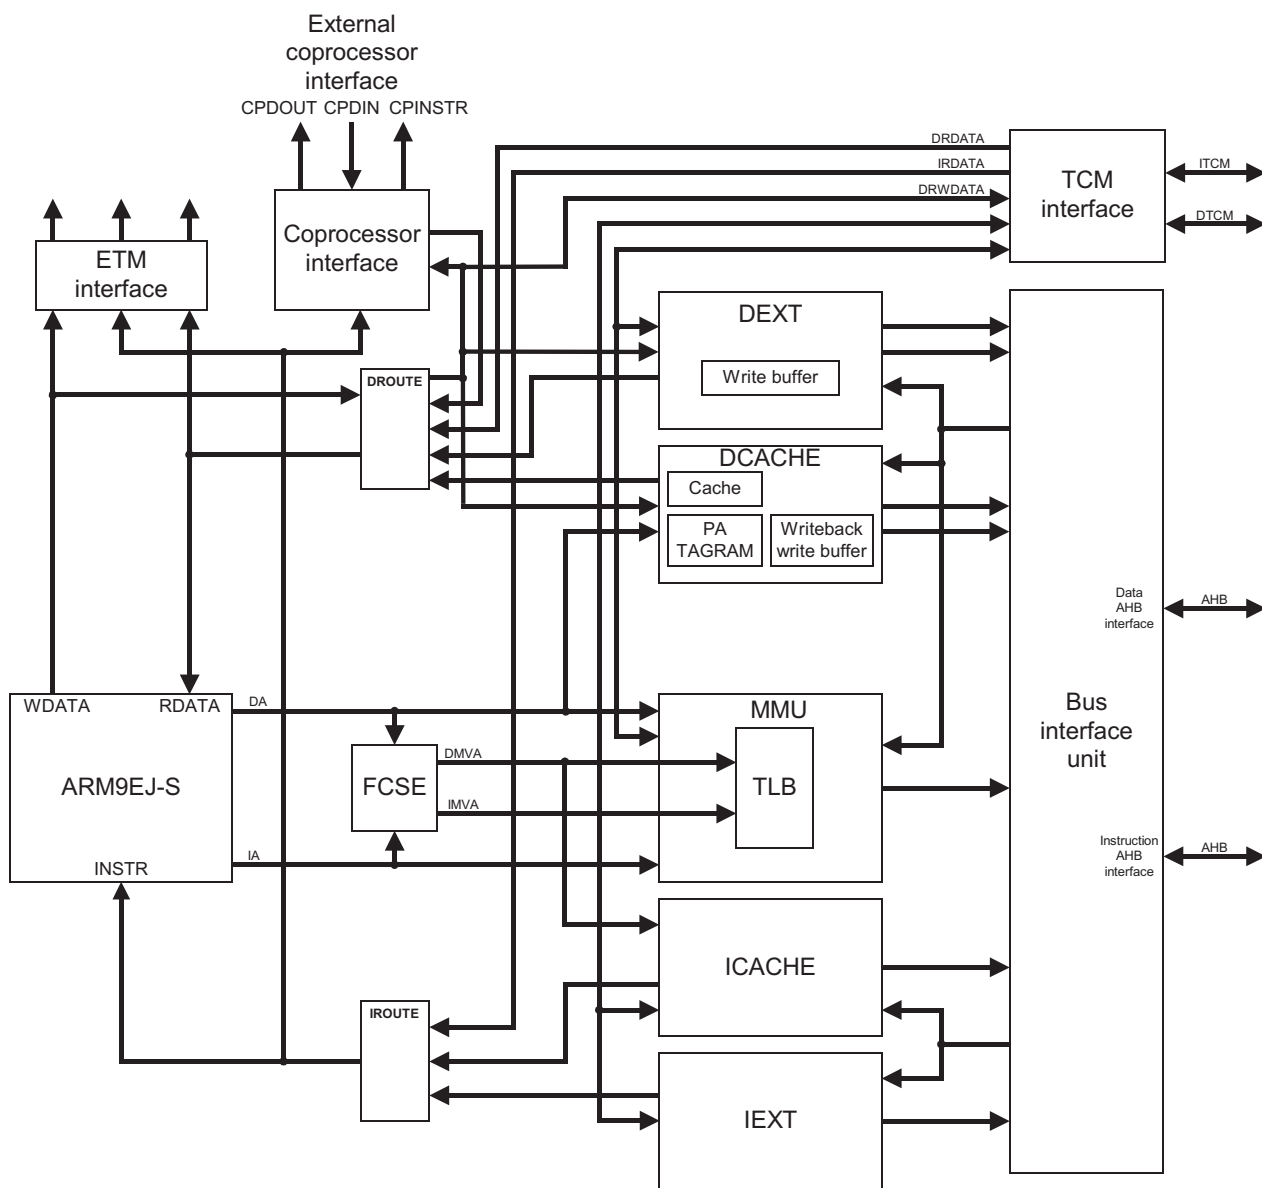 External
coprocessor
interface
CPDOUT CPDIN CPINSTR
DRDATA
IRDATA
DRWDATA
TCM
interface
ITCM
DTCM
Coprocessor
interface
ETM
interface
DEXT
Write buffer
DROUTE
DCACHE
Cache
PA
TAGRAM
Writeback
write buffer
Data
AHB
interface
AHB
Bus
interface
unit
WDATA
RDATA
DA
MMU
ARM9EJ-S
FCSE
DMVA
IMVA
TLB
INSTR
IA
Instruction
AHB
interface
AHB
ICACHE
IROUTE
IEXT